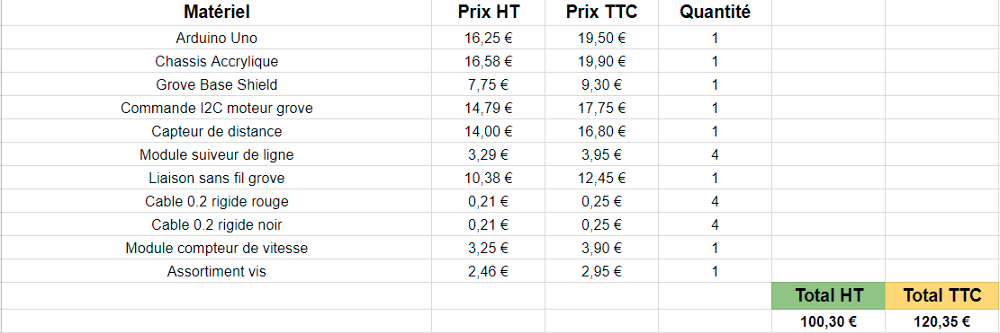 Matériel Prix HT Prix TTC Quantité
Arduino Uno 16,25 € 19,50 € 1
Chassis Accrylique 16,58 € 19,90 € 1
Grove Base Shield 7,75 € 9,30 € 1
Commande I2C moteur grove 14,79 € 17,75 € 1
Capteur de distance 14,00 € 16,80 € 1
Module suiveur de ligne 3,29 € 3,95 € 4
Liaison sans fil grove 10,38 € 12,45 € 1
Cable 0.2 rigide rouge 0,21 € 0,25 € 4
Cable 0.2 rigide noir 0,21 € 0,25 € 4
Module compteur de vitesse 3,25 € 3,90 € 1
Assortiment vis 2,46 € 2,95 € 1
Total HT Total TTC
100,30 € 120,35 €